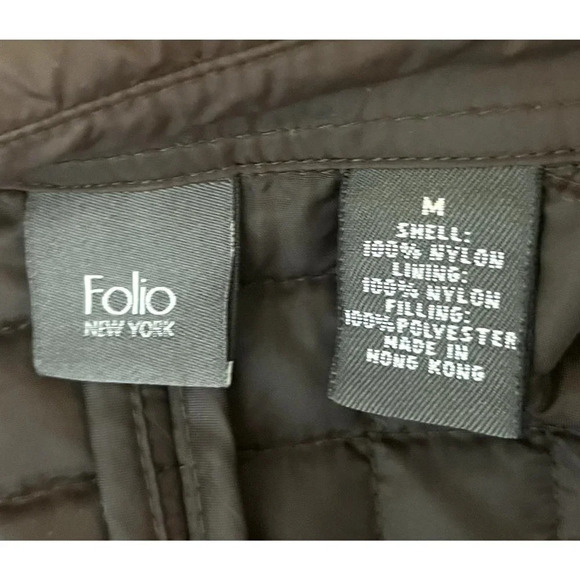 Folio
NEW YORK
M
SHELL:
100% NYLON
LINING:
100% NYLON
FILLING:
100% POLYESTER
MADE IN
HONG KONG